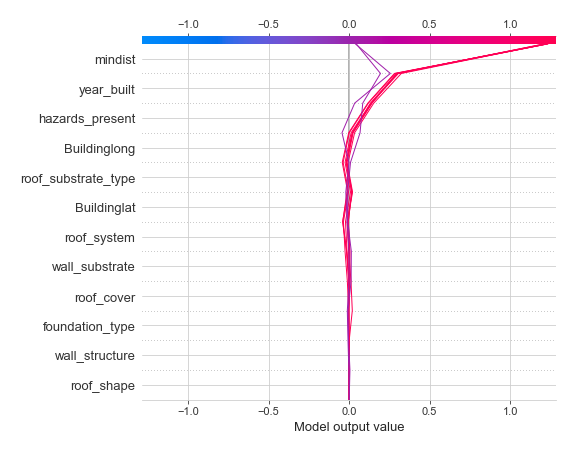 −1.0 −0.5 0.0 0.5 1.0
mindist
year_built
hazards_present
Buildinglong
roof_substrate_type
Buildinglat
roof_system
wall_substrate
roof_cover
foundation_type
wall_structure
roof_shape
−1.0 −0.5 0.0 0.5 1.0
Model output value